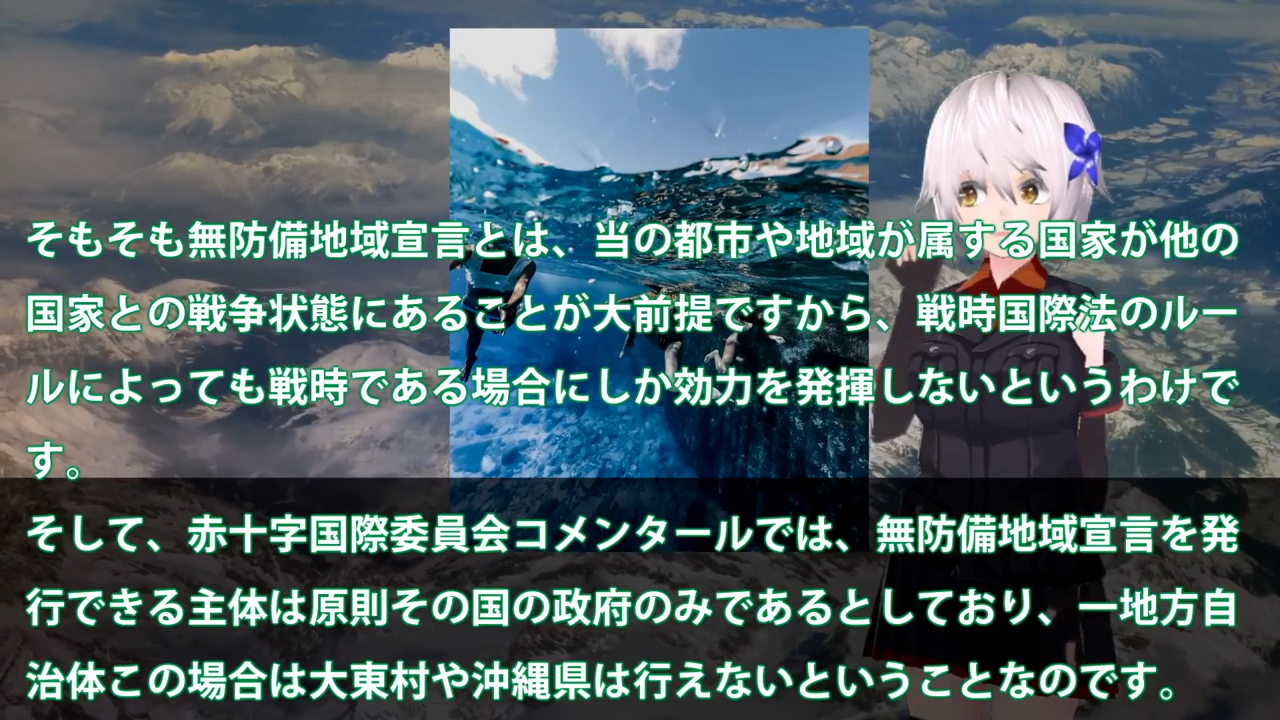 そもそも無防備地域宣言とは、当の都市や地域が属する国家が他の
国家との戦争状態にあることが大前提ですから、戦時国際法のルー
ルによっても戦時である場合にしか効力を発揮しないというわけで
す。
そして、赤十字国際委員会コメンタールでは、無防備地域宣言を発
行できる主体は原則その国の政府のみであるとしており、一地方自
治体この場合は大東村や沖縄県は行えないということなのです。